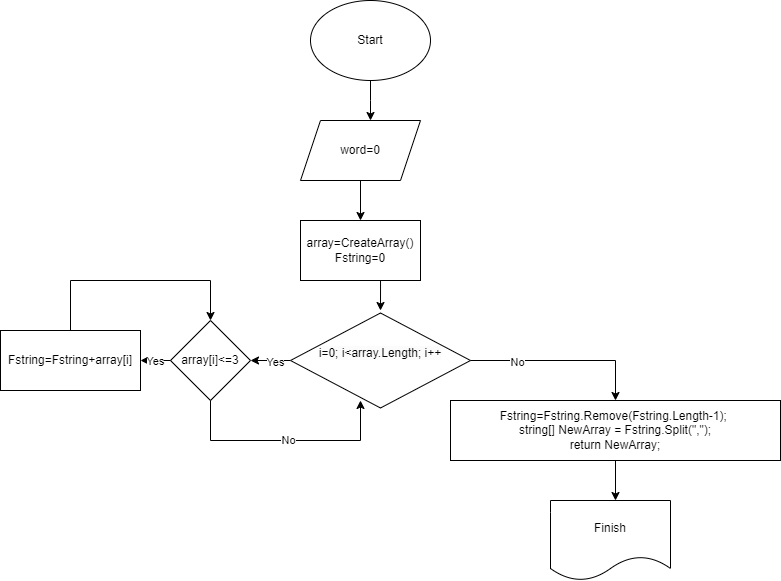 Start
word=0
array=CreateArray()
Fstring=0
i=0; i<array.Length; i++
Yes
array[i]<=3
Yes
Fstring=Fstring+array[i]
No
No
Fstring=Fstring.Remove(Fstring.Length-1);
string[] NewArray = Fstring.Split(",");
return NewArray;
Finish